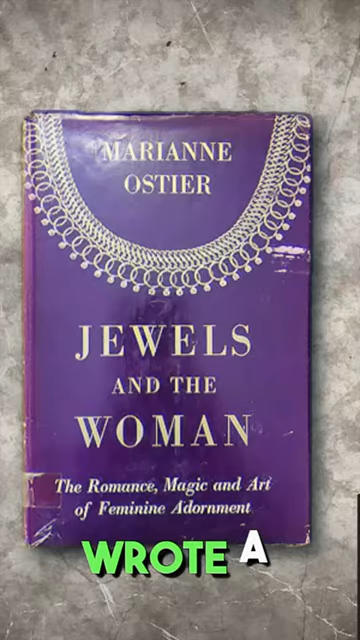 MARIANNE
OSTIER
JEWELS
AND THE
WOMAN
The Romance, Magic and Art
of Feminine Adornment
WROTE A